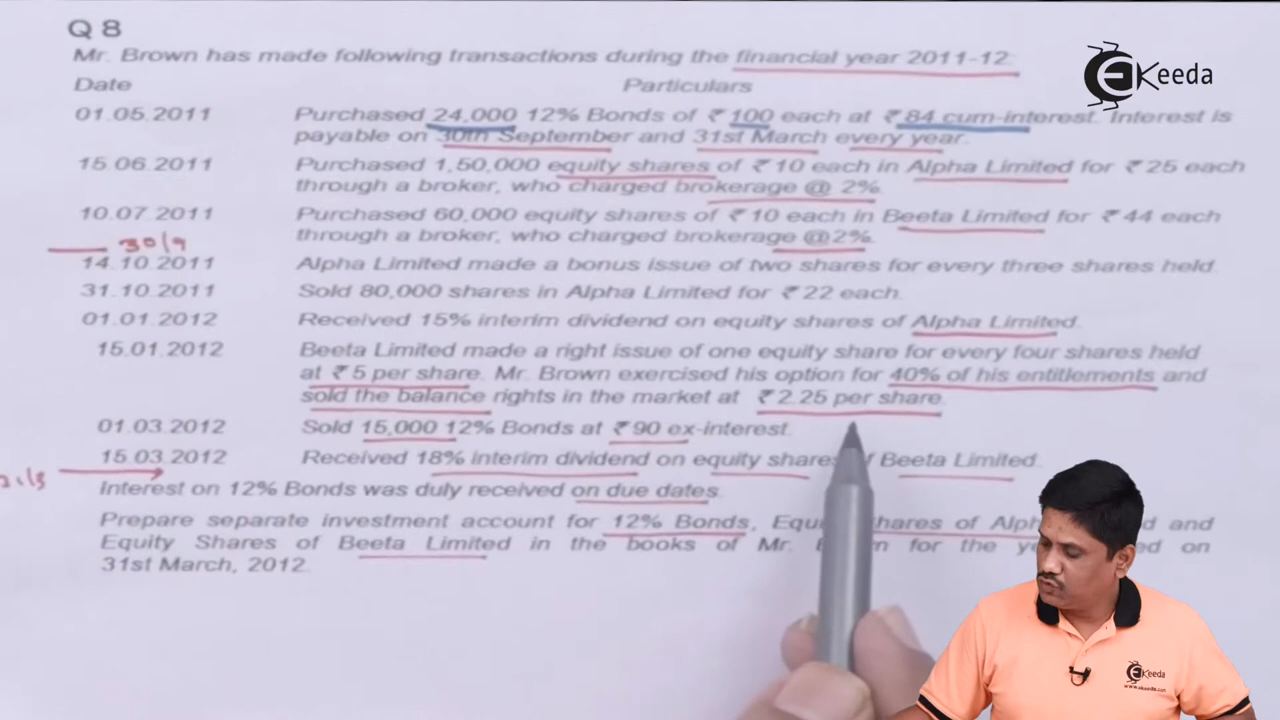 Q 8
Mr. Brown has made following transactions during the financial year 2011-12:
Date Particulars
01.05.2011 Purchased 24,000 12% Bonds of ₹ 100 each at ₹ 84 cum-interest. Interest is
payable on 30th September and 31st March every year.
15.06.2011 Purchased 1,50,000 equity shares of ₹ 10 each in Alpha Limited for ₹ 25 each
through a broker, who charged brokerage @ 2%.
10.07.2011 Purchased 60,000 equity shares of ₹ 10 each in Beeta Limited for ₹ 44 each
through a broker, who charged brokerage @2%.
30/9
14.10.2011 Alpha Limited made a bonus issue of two shares for every three shares held.
31.10.2011 Sold 80,000 shares in Alpha Limited for ₹ 22 each.
01.01.2012 Received 15% interim dividend on equity shares of Alpha Limited.
15.01.2012 Beeta Limited made a right issue of one equity share for every four shares held
at ₹ 5 per share. Mr. Brown exercised his option for 40% of his entitlements and
sold the balance rights in the market at ₹ 2.25 per share.
01.03.2012 Sold 15,000 12% Bonds at ₹ 90 ex-interest.
15.03.2012 Received 18% interim dividend on equity shares Beeta Limited.
Interest on 12% Bonds was duly received on due dates.
Prepare separate investment account for 12% Bonds, and
Equity Shares of Beeta Limited in the books of Mr. for the on
31st March, 2012.
EKeeda
EKeeda
www.ekeeda.com